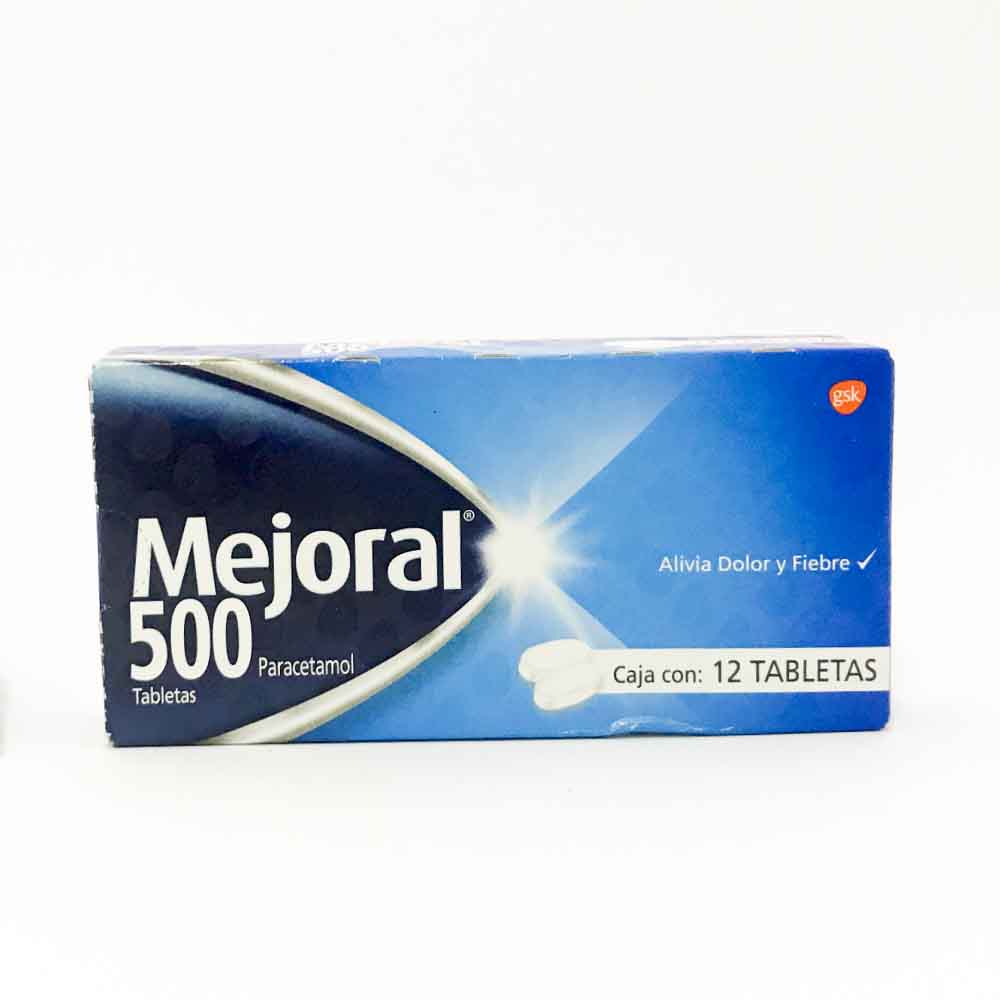 gsk
Mejoral®
500 Paracetamol
Tabletas
Alivia Dolor y Fiebre ✓
Caja con: 12 TABLETAS